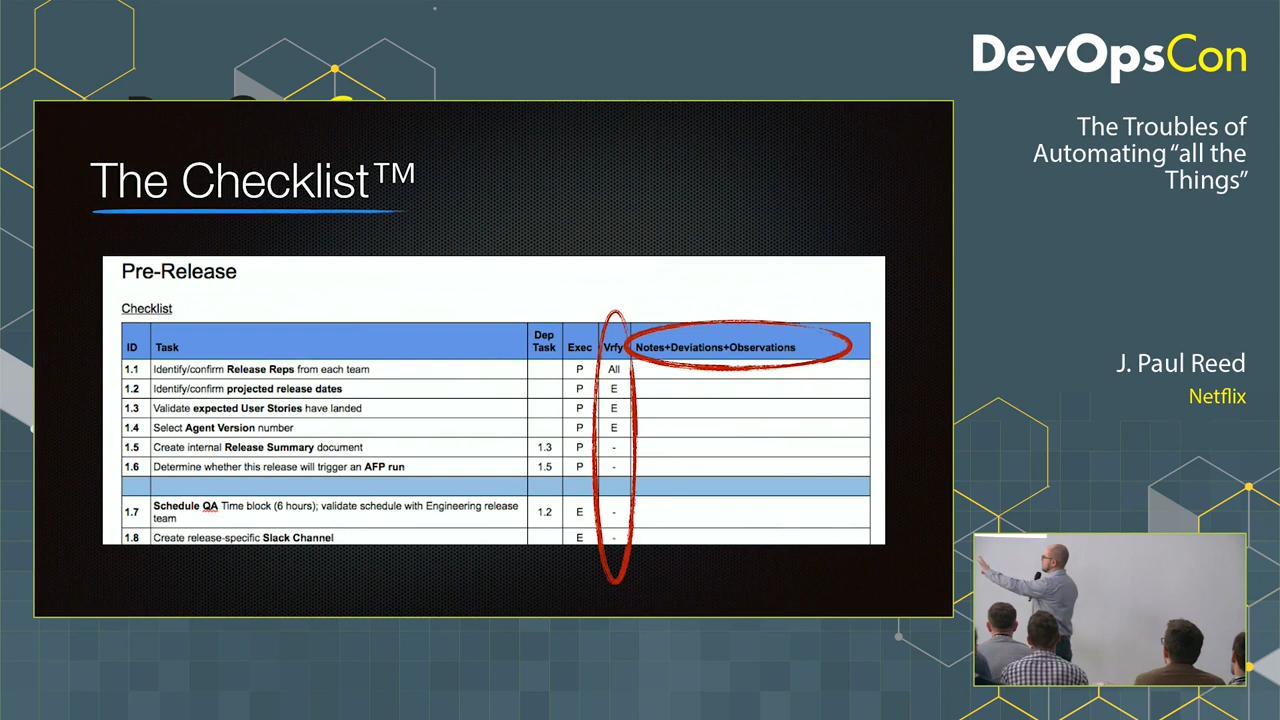 DevOpsCon
The Troubles of
Automating “all the
Things”
J. Paul Reed
Netflix
The Checklist™
Pre-Release
Checklist
ID Task Dep Task Exec Vrfy Notes+Deviations+Observations
1.1 Identify/confirm Release Reps from each team P All
1.2 Identify/confirm projected release dates P E
1.3 Validate expected User Stories have landed P E
1.4 Select Agent Version number P E
1.5 Create internal Release Summary document 1.3 P -
1.6 Determine whether this release will trigger an AFP run 1.5 P -
1.7 Schedule QA Time block (6 hours); validate schedule with Engineering release
team 1.2 E -
1.8 Create release-specific Slack Channel E -